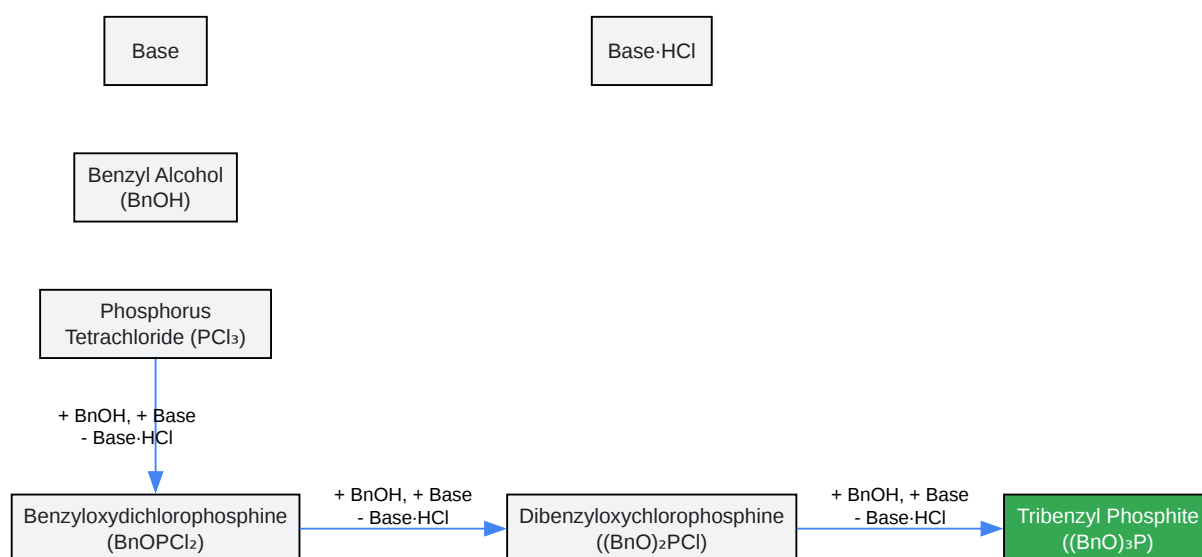 Base
Base·HCl
Benzyl Alcohol
(BnOH)
Phosphorus
Tetrachloride (PCl₃)
+ BnOH, + Base
- Base·HCl
Benzyloxydichlorophosphine
(BnOPCl₂)
+ BnOH, + Base
- Base·HCl
Dibenzyloxychlorophosphine
((BnO)₂PCl)
+ BnOH, + Base
- Base·HCl
Tribenzyl Phosphite
((BnO)₃P)